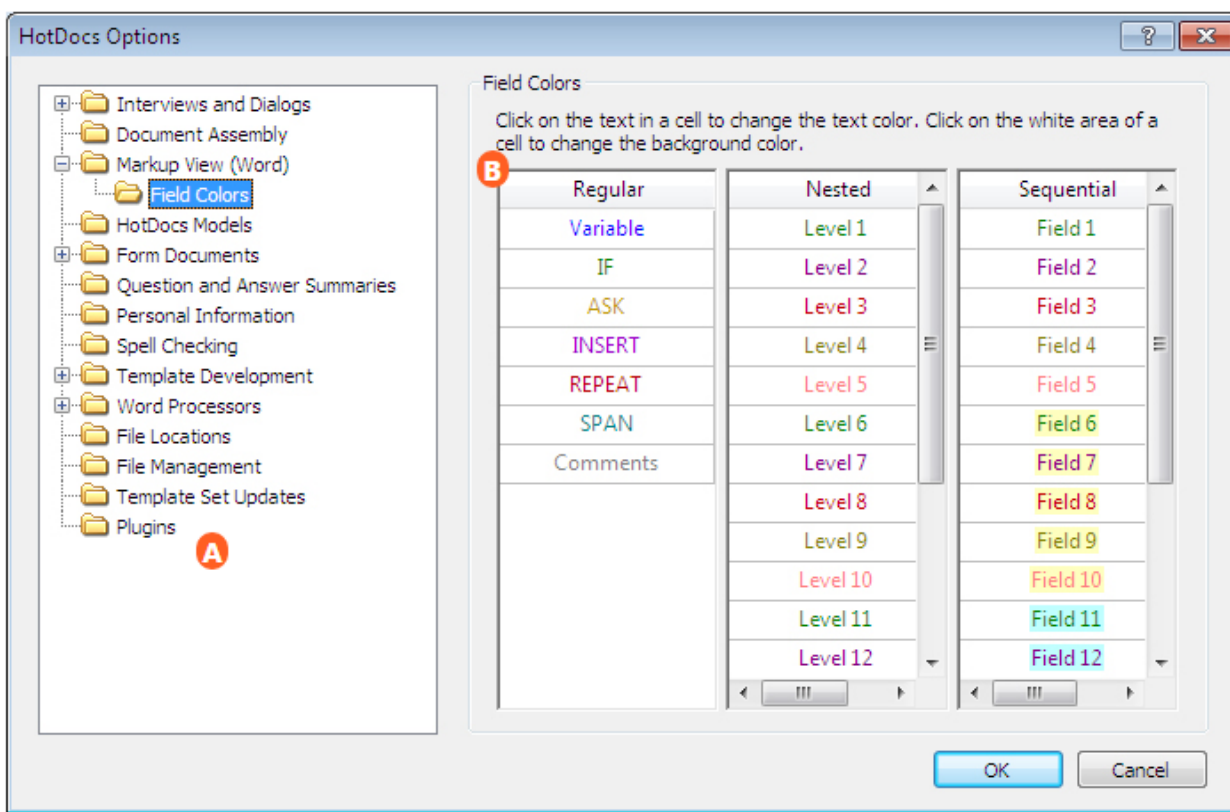 HotDocs Options
Interviews and Dialogs
Document Assembly
Markup View (Word)
Field Colors
HotDocs Models
Form Documents
Question and Answer Summaries
Personal Information
Spell Checking
Template Development
Word Processors
File Locations
File Management
Template Set Updates
Plugins
A
Field Colors
Click on the text in a cell to change the text color. Click on the white area of a
cell to change the background color.
B
Regular
Variable
IF
ASK
INSERT
REPEAT
SPAN
Comments
Nested
Level 1
Level 2
Level 3
Level 4
Level 5
Level 6
Level 7
Level 8
Level 9
Level 10
Level 11
Level 12
Sequential
Field 1
Field 2
Field 3
Field 4
Field 5
Field 6
Field 7
Field 8
Field 9
Field 10
Field 11
Field 12
OK
Cancel